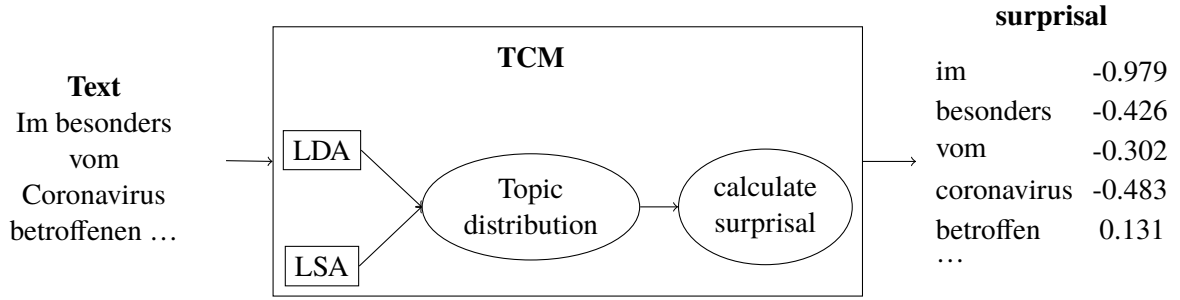 Text
Im besonders
vom
Coronavirus
betroffenen …
TCM
LDA
LSA
Topic
distribution
calculate
surprisal
surprisal
im -0.979
besonders -0.426
vom -0.302
coronavirus -0.483
betroffen 0.131
…